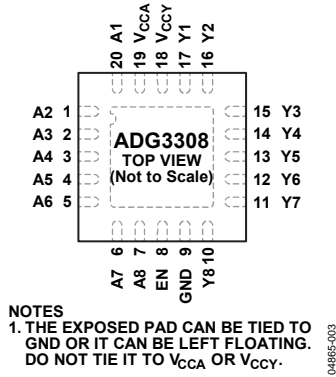 20 A1
19 VCCA
18 VCCY
17 Y1
16 Y2
A2 1
A3 2
A4 3
A5 4
A6 5
ADG3308
TOP VIEW
(Not to Scale)
15 Y3
14 Y4
13 Y5
12 Y6
11 Y7
A7 6
A8 7
EN 8
GND 9
Y8 10
NOTES
1. THE EXPOSED PAD CAN BE TIED TO
GND OR IT CAN BE LEFT FLOATING.
DO NOT TIE IT TO VCCA OR VCCY.
04865-003